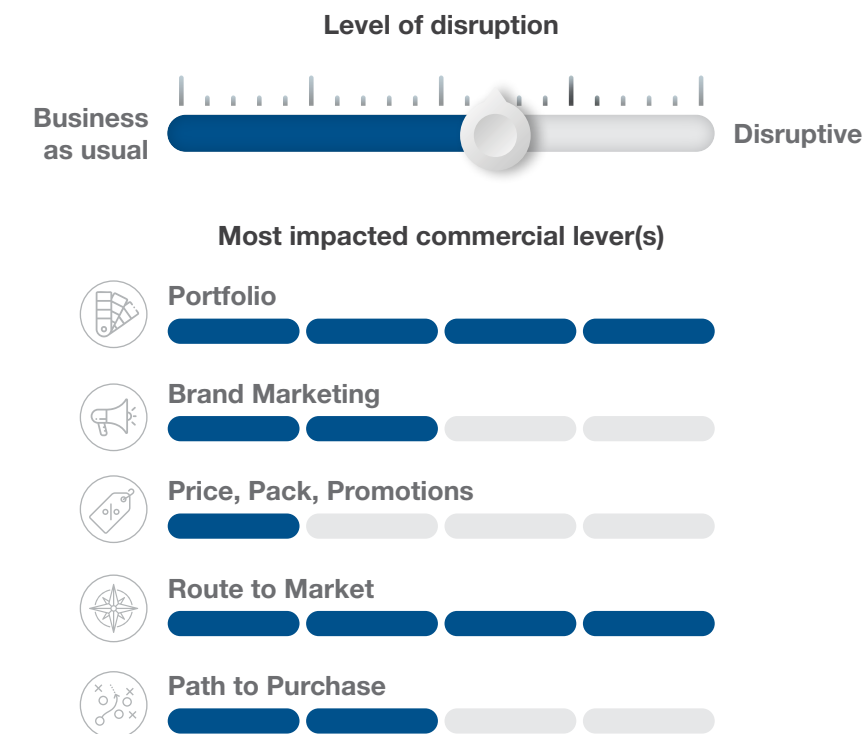 Level of disruption
Business
as usual
Disruptive
Most impacted commercial lever(s)
Portfolio
Brand Marketing
Price, Pack, Promotions
Route to Market
Path to Purchase